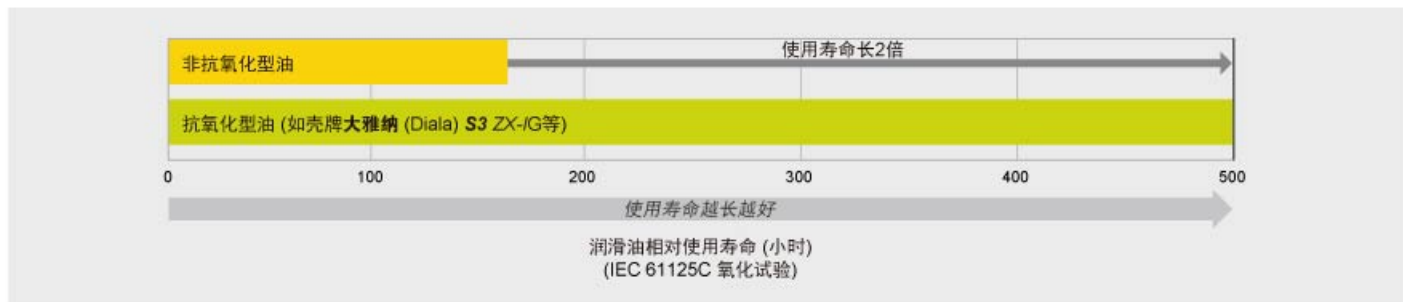 使用寿命长2倍
非抗氧化型油
抗氧化型油 (如壳牌大雅纳 (Diala) S3 ZX-IG等)
0 100 200 300 400 500
使用寿命越长越好
润滑油相对使用寿命 (小时)
(IEC 61125C 氧化试验)